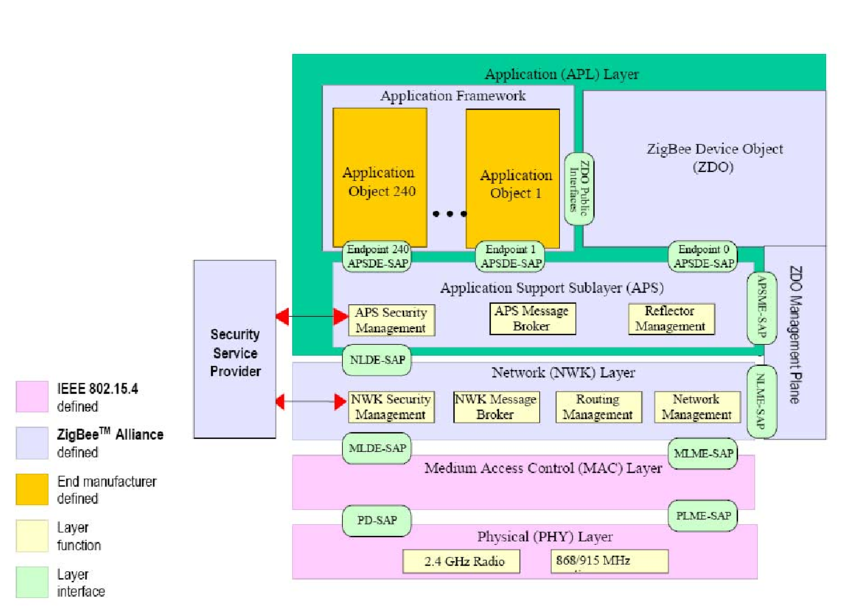 Application (APL) Layer
Application Framework
Application
Object 240
Application
Object 1
ZDO Public
Interfaces
ZigBee Device Object
(ZDO)
Endpoint 240
APSDE-SAP
Endpoint 1
APSDE-SAP
Endpoint 0
APSDE-SAP
Application Support Sublayer (APS)
APS Security
Management
APS Message
Broker
Reflector
Management
APSME-SAP
ZDO Management Plane
Security
Service
Provider
NLDE-SAP
Network (NWK) Layer
NWK Security
Management
NWK Message
Broker
Routing
Management
Network
Management
NLME-SAP
MLDE-SAP
MLME-SAP
Medium Access Control (MAC) Layer
PD-SAP
PLME-SAP
Physical (PHY) Layer
2.4 GHz Radio
868/915 MHz
IEEE 802.15.4
defined
ZigBee™ Alliance
defined
End manufacturer
defined
Layer
function
Layer
interface